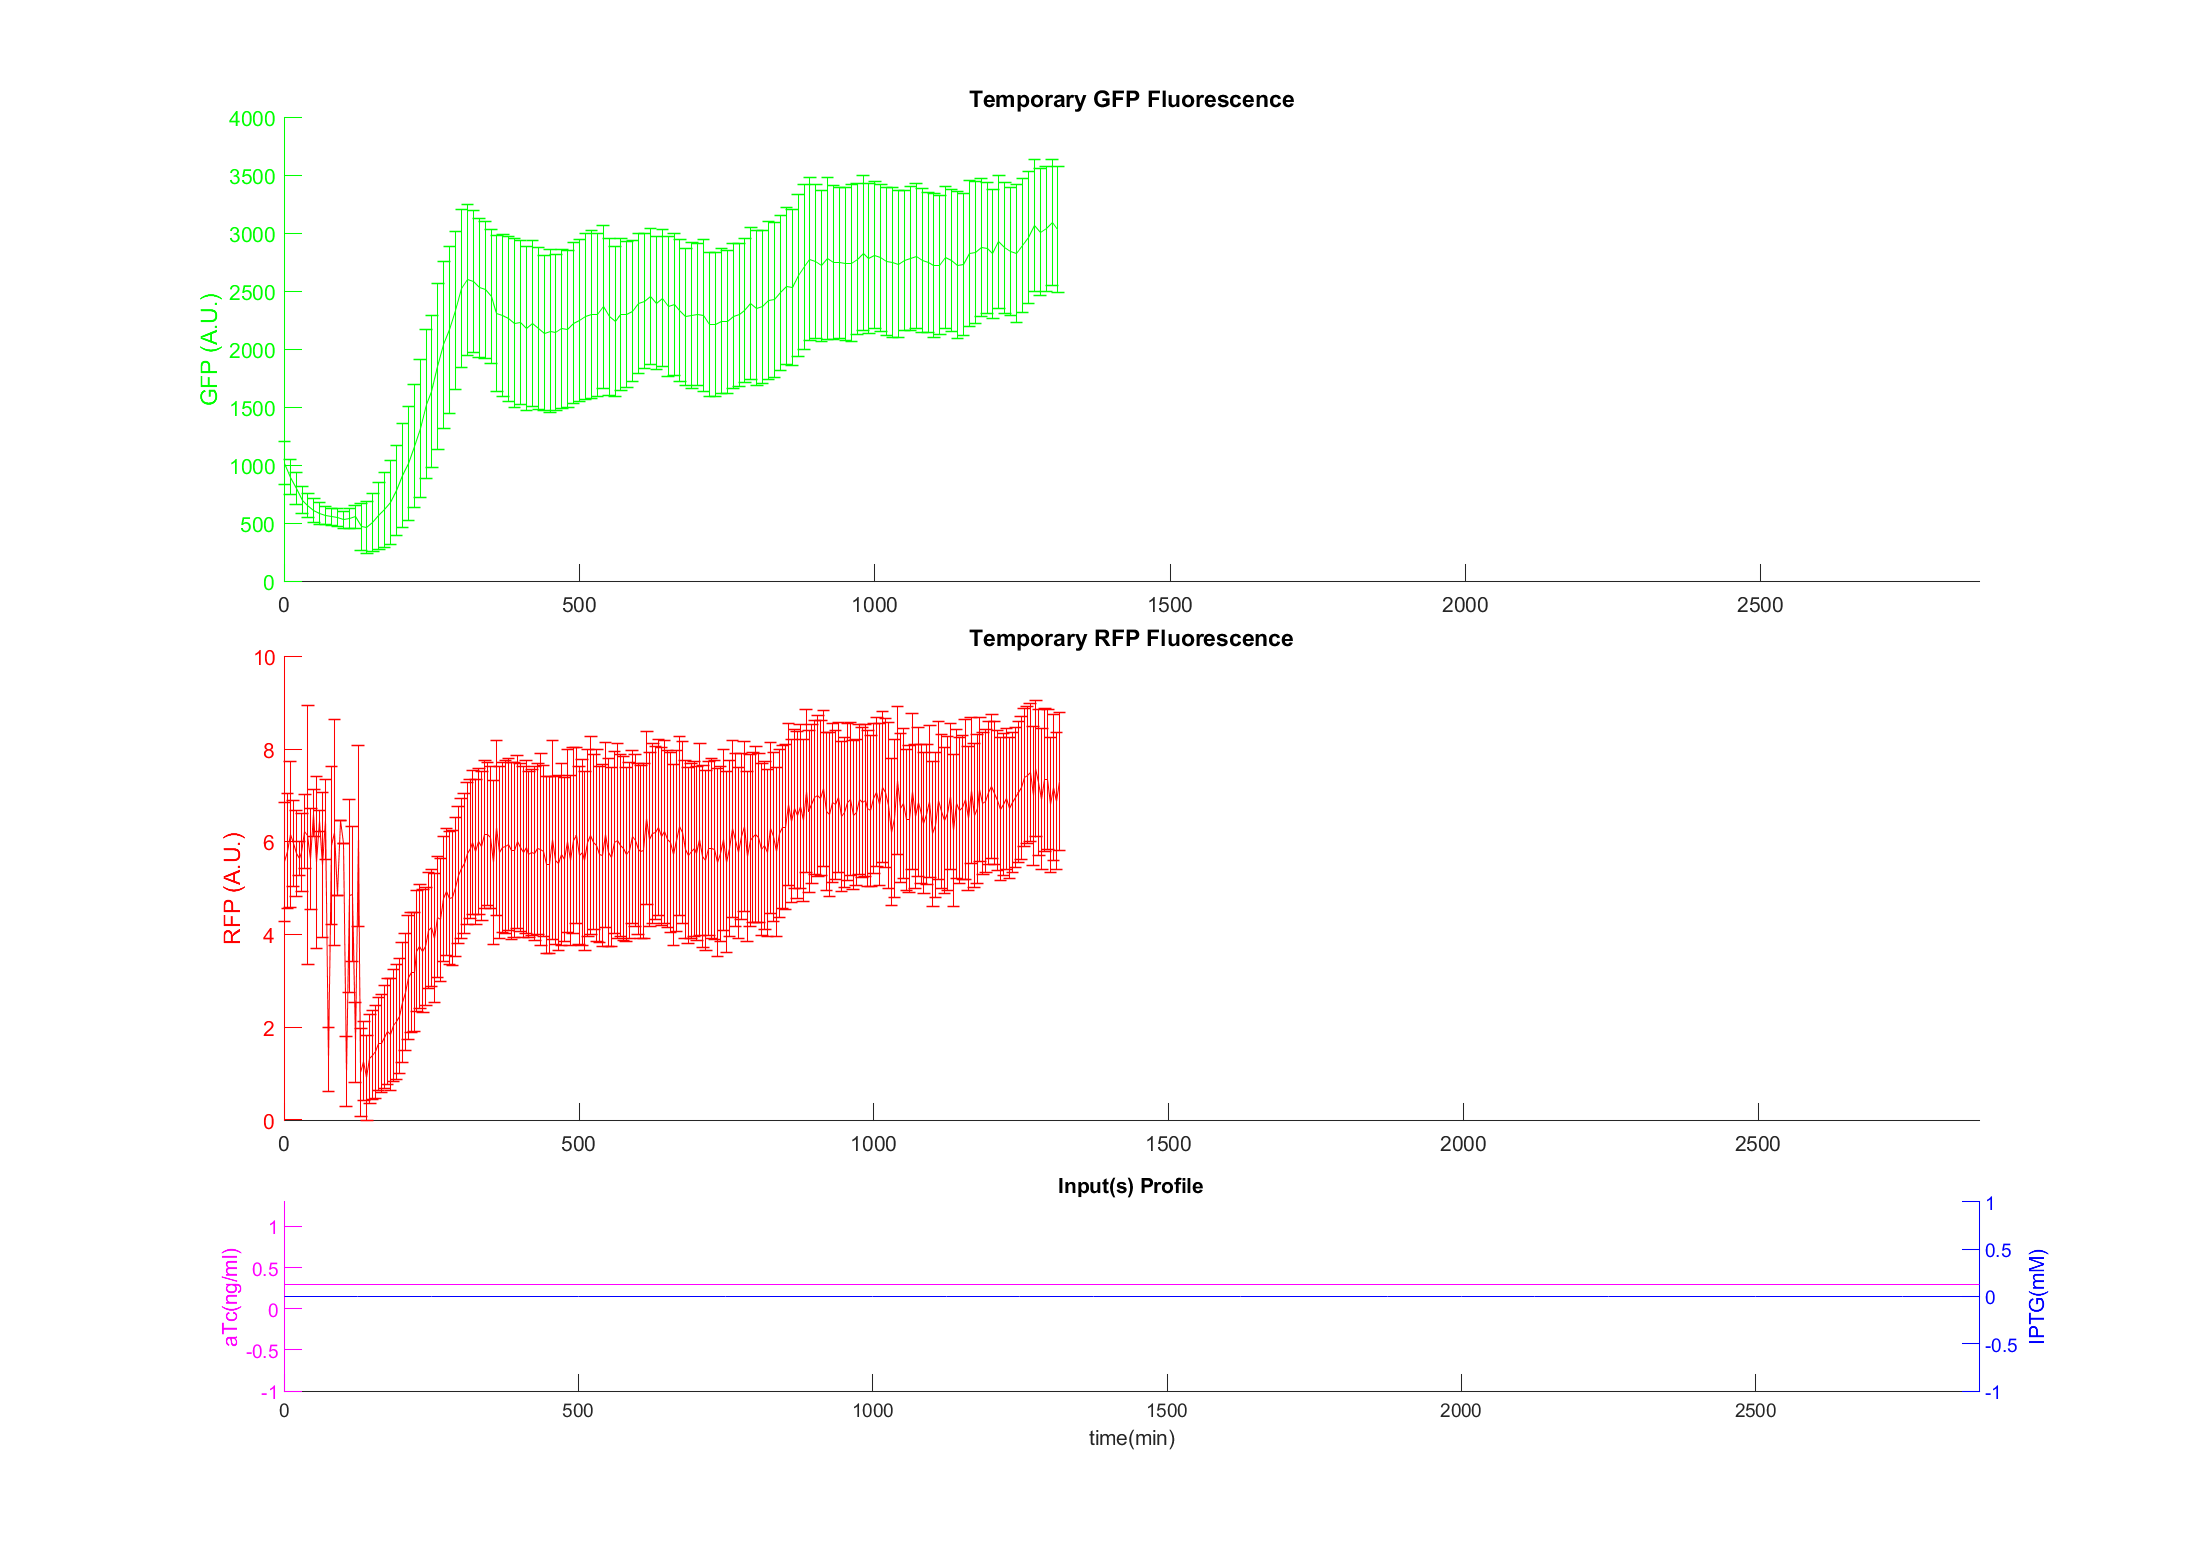 Temporary GFP Fluorescence
4000
3500
3000
2500
2000
1500
1000
500
0
GFP (A.U.)
0 500 1000 1500 2000 2500
Temporary RFP Fluorescence
10
8
6
4
2
0
RFP (A.U.)
0 500 1000 1500 2000 2500
Input(s) Profile
1
0.5
0
-0.5
-1
aTc(ng/ml)
1
0.5
0
-0.5
-1
IPTG(mM)
0 500 1000 1500 2000 2500
time(min)